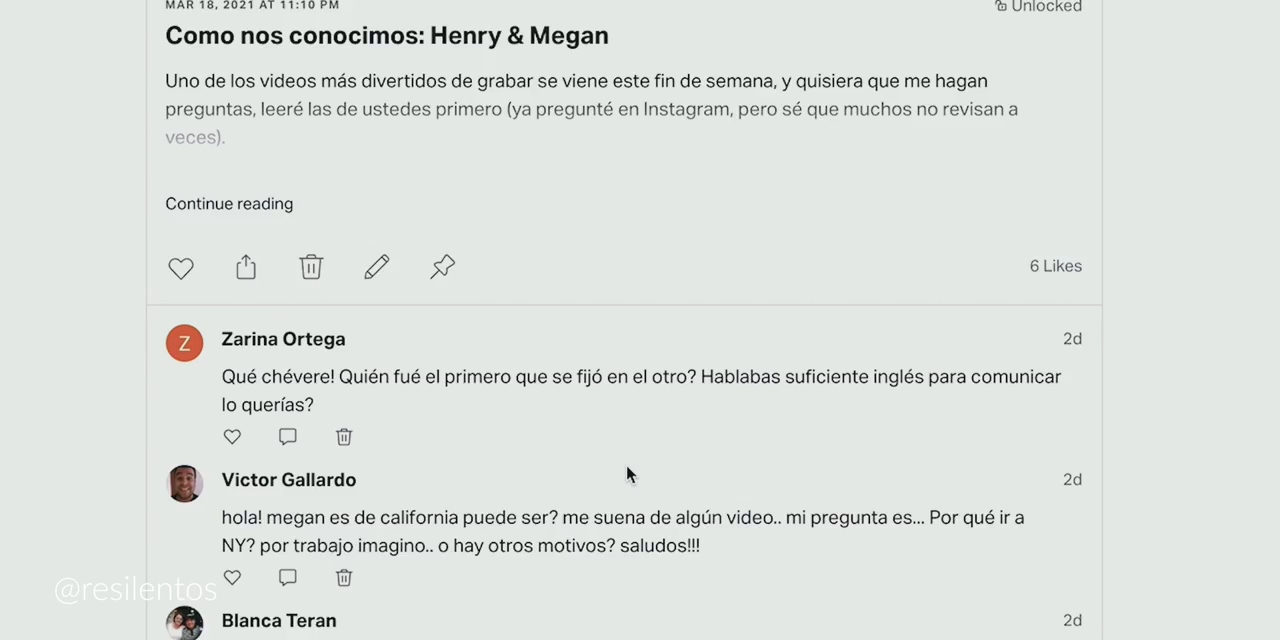 MAR 18, 2021 AT 11:10 PM
Unlocked
Como nos conocimos: Henry & Megan
Uno de los videos más divertidos de grabar se viene este fin de semana, y quisiera que me hagan
preguntas, leeré las de ustedes primero (ya pregunté en Instagram, pero sé que muchos no revisan a
veces).
Continue reading
6 Likes
Z
Zarina Ortega
2d
Qué chévere! Quién fué el primero que se fijó en el otro? Hablabas suficiente inglés para comunicar
lo querías?
Victor Gallardo
2d
hola! megan es de california puede ser? me suena de algún video.. mi pregunta es... Por qué ir a
NY? por trabajo imagino.. o hay otros motivos? saludos!!!
@resilentos
Blanca Teran
2d